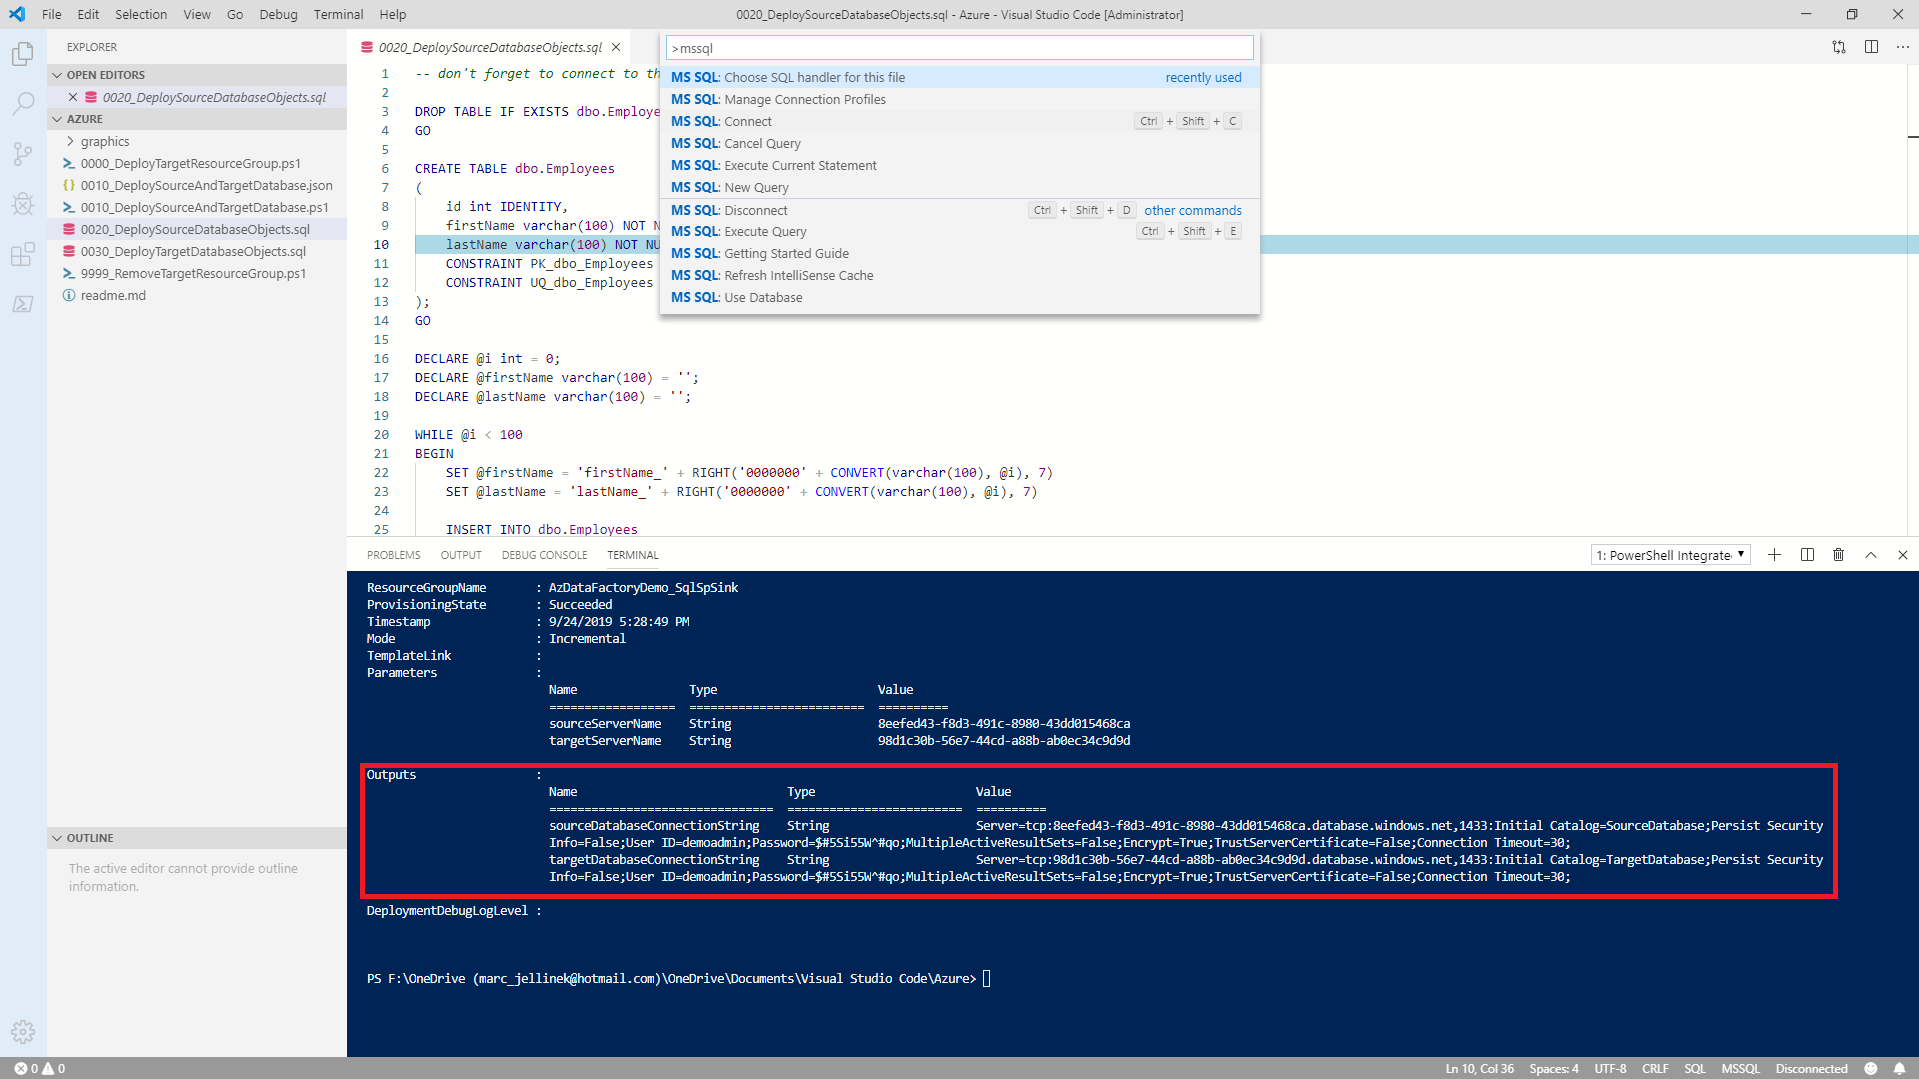 File Edit Selection View Go Debug Terminal Help
0020_DeploySourceDatabaseObjects.sql - Azure - Visual Studio Code [Administrator]
EXPLORER
OPEN EDITORS
0020_DeploySourceDatabaseObjects.sql
AZURE
graphics
0000_DeployTargetResourceGroup.ps1
0010_DeploySourceAndTargetDatabase.json
0010_DeploySourceAndTargetDatabase.ps1
0020_DeploySourceDatabaseObjects.sql
0030_DeployTargetDatabaseObjects.sql
9999_RemoveTargetResourceGroup.ps1
readme.md
OUTLINE
The active editor cannot provide outline
information.
0020_DeploySourceDatabaseObjects.sql
>mssql
MS SQL: Choose SQL handler for this file recently used
MS SQL: Manage Connection Profiles
MS SQL: Connect Ctrl + Shift + C
MS SQL: Cancel Query
MS SQL: Execute Current Statement
MS SQL: New Query
MS SQL: Disconnect Ctrl + Shift + D other commands
MS SQL: Execute Query Ctrl + Shift + E
MS SQL: Getting Started Guide
MS SQL: Refresh IntelliSense Cache
MS SQL: Use Database
1 -- don't forget to connect to th
2
3 DROP TABLE IF EXISTS dbo.Employe
4 GO
5
6 CREATE TABLE dbo.Employees
7 (
8 id int IDENTITY,
9 firstName varchar(100) NOT N
10 lastName varchar(100) NOT NU
11 CONSTRAINT PK_dbo_Employees
12 CONSTRAINT UQ_dbo_Employees
13 );
14 GO
15
16 DECLARE @i int = 0;
17 DECLARE @firstName varchar(100) = '';
18 DECLARE @lastName varchar(100) = '';
19
20 WHILE @i < 100
21 BEGIN
22 SET @firstName = 'firstName_' + RIGHT('0000000' + CONVERT(varchar(100), @i), 7)
23 SET @lastName = 'lastName_' + RIGHT('0000000' + CONVERT(varchar(100), @i), 7)
24
25 INSERT INTO dbo.Employees
PROBLEMS OUTPUT DEBUG CONSOLE TERMINAL 1: PowerShell Integrate
ResourceGroupName : AzDataFactoryDemo_SqlSpSink
ProvisioningState : Succeeded
Timestamp : 9/24/2019 5:28:49 PM
Mode : Incremental
TemplateLink :
Parameters :
Name Type Value
================== ========================= ==========
sourceServerName String 8eefed43-f8d3-491c-8980-43dd015468ca
targetServerName String 98d1c30b-56e7-44cd-a88b-ab0ec34c9d9d
Outputs :
Name Type Value
================================ ========================= ==========
sourceDatabaseConnectionString String Server=tcp:8eefed43-f8d3-491c-8980-43dd015468ca.database.windows.net,1433:Initial Catalog=SourceDatabase;Persist Security
Info=False;User ID=demoadmin;Password=$#5Si55W^#qo;MultipleActiveResultSets=False;Encrypt=True;TrustServerCertificate=False;Connection Timeout=30;
targetDatabaseConnectionString String Server=tcp:98d1c30b-56e7-44cd-a88b-ab0ec34c9d9d.database.windows.net,1433:Initial Catalog=TargetDatabase;Persist Security
Info=False;User ID=demoadmin;Password=$#5Si55W^#qo;MultipleActiveResultSets=False;Encrypt=True;TrustServerCertificate=False;Connection Timeout=30;
DeploymentDebugLogLevel :
PS F:\OneDrive (marc_jellinek@hotmail.com)\OneDrive\Documents\Visual Studio Code\Azure>
0 0 Ln 10, Col 36 Spaces: 4 UTF-8 CRLF SQL MSSQL Disconnected